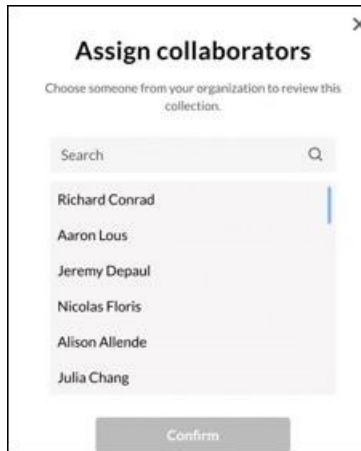 Assign collaborators
Choose someone from your organization to review this
collection.
Search
Richard Conrad
Aaron Lous
Jeremy Depaul
Nicolas Floris
Alison Allende
Julia Chang
Confirm